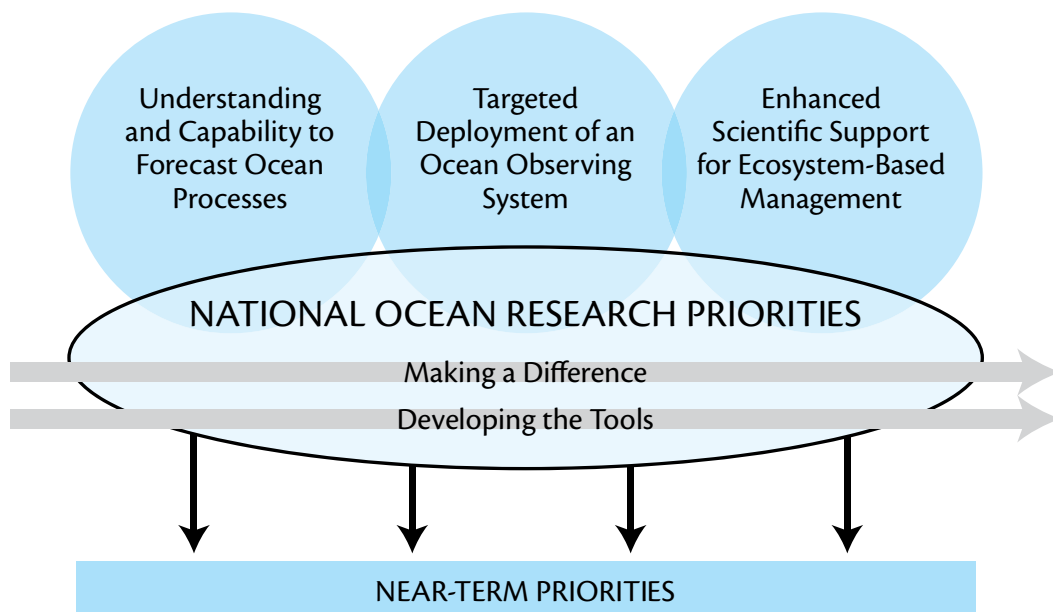 Understanding
and Capability to
Forecast Ocean
Processes
Targeted
Deployment of an
Ocean Observing
System
Enhanced
Scientific Support
for Ecosystem-Based
Management
NATIONAL OCEAN RESEARCH PRIORITIES
Making a Difference
Developing the Tools
NEAR-TERM PRIORITIES